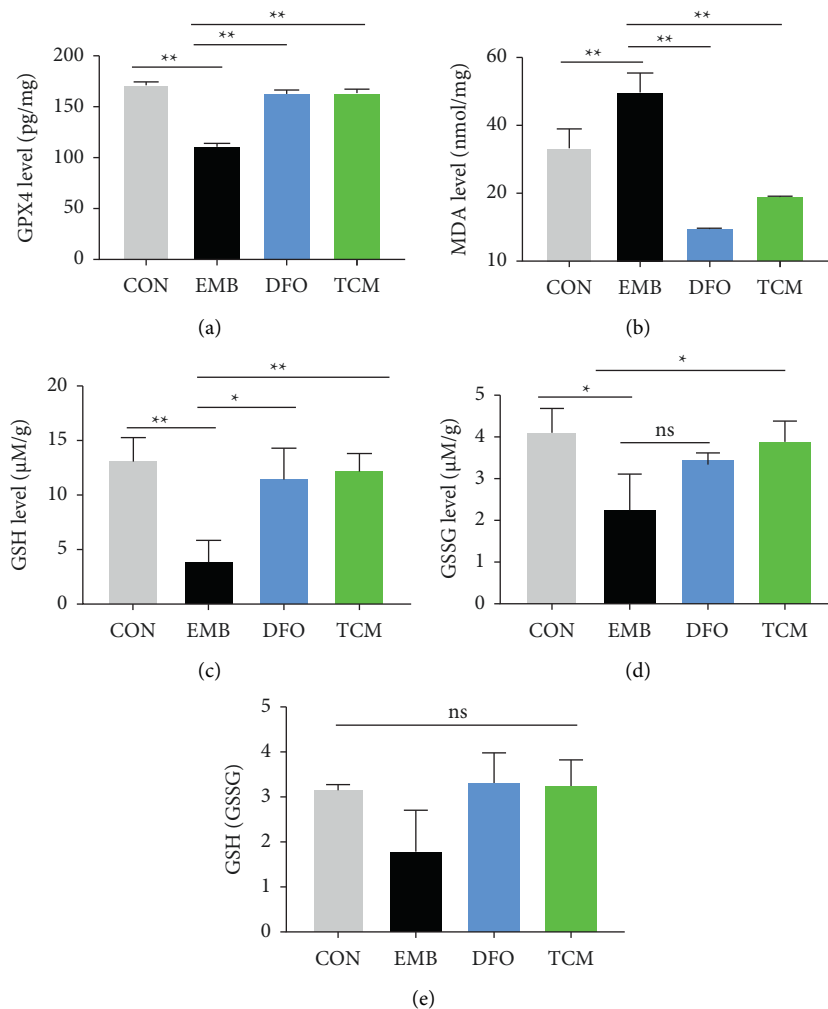 **
**
**
GPX4 level (pg/mg)
200
150
100
50
0
CON EMB DFO TCM
(a)
**
**
**
MDA level (nmol/mg)
60
40
20
10
CON EMB DFO TCM
(b)
**
*
**
GSH level (μM/g)
20
15
10
5
0
CON EMB DFO TCM
(c)
*
*
ns
GSSG level (μM/g)
5
4
3
2
1
0
CON EMB DFO TCM
(d)
ns
GSH (GSSG)
5
4
3
2
1
0
CON EMB DFO TCM
(e)